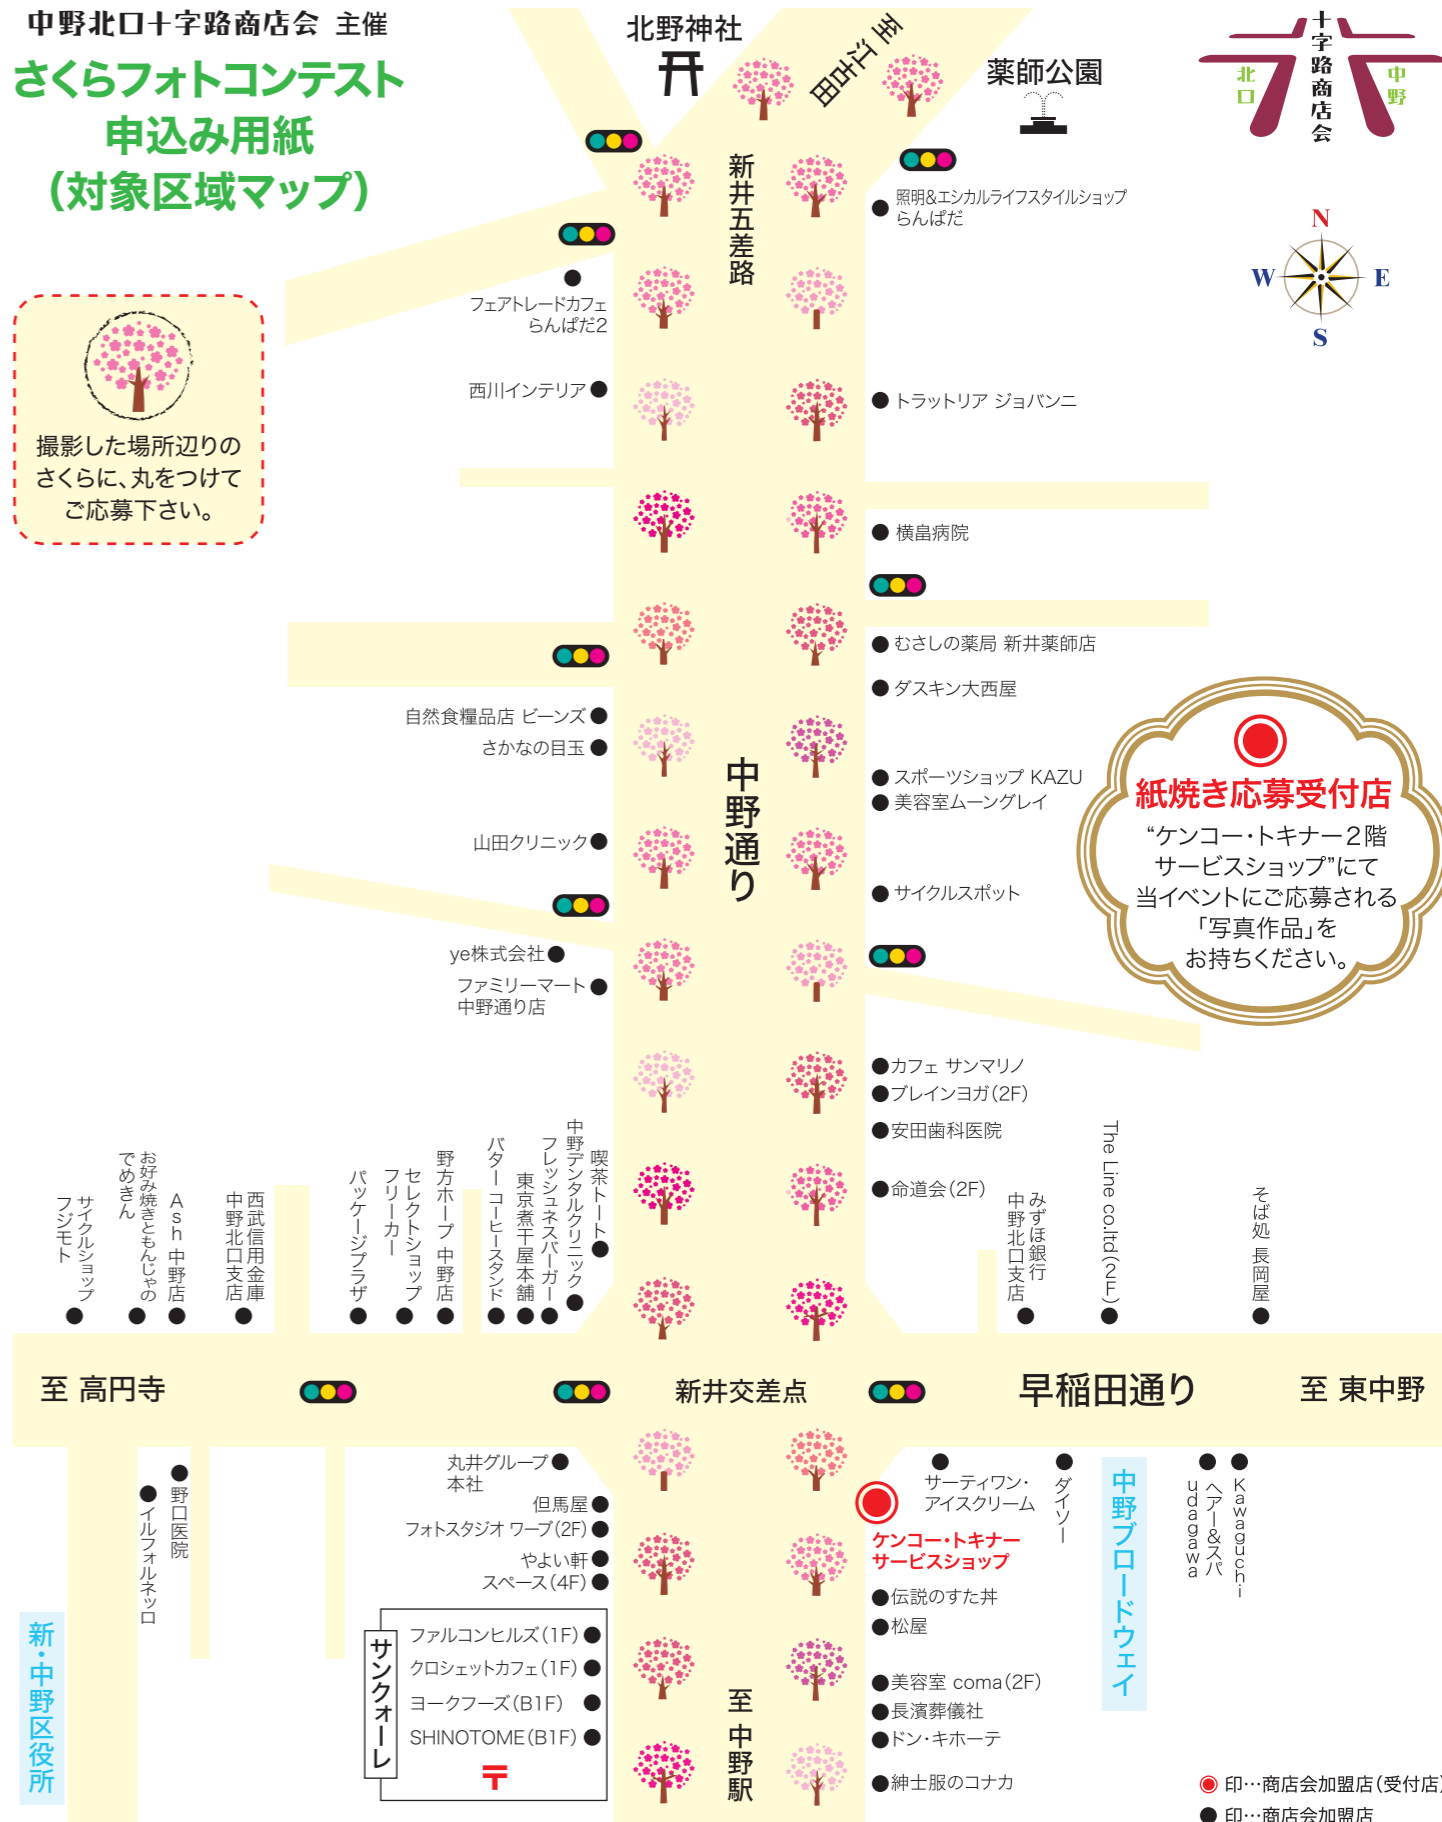 中野北口十字路商店会 主催
さくらフォトコンテスト
申込み用紙
(対象区域マップ)
撮影した場所辺りの
さくらに、丸をつけて
ご応募下さい。
北野神社
至 江古田
薬師公園
十字路商店会
北口
中野
N
W
E
S
新井五差路
照明&エシカルライフスタイルショップ
らんぱだ
フェアトレードカフェ
らんぱだ2
西川インテリア
トラットリア ジョバンニ
横畠病院
むさしの薬局 新井薬師店
ダスキン大西屋
自然食糧品店 ビーンズ
さかなの目玉
スポーツショップ KAZU
美容室ムーングレイ
中野通り
山田クリニック
サイクルスポット
紙焼き応募受付店
“ケンコー・トキナー2階
サービスショップ”にて
当イベントにご応募される
「写真作品」を
お持ちください。
ye株式会社
ファミリーマート
中野通り店
カフェ サンマリノ
ブレインヨガ(2F)
安田歯科医院
命道会(2F)
サイクルショップ
フジモト
お好み焼きともんじゃの
でめきん
Ash 中野店
西武信用金庫
中野北口支店
パッケージプラザ
セレクトショップ
フリーカー
野方ホープ 中野店
バター コーヒースタンド
東京煮干屋本舗
フレッシュネスバーガー
中野デンタルクリニック
喫茶トート
みずほ銀行
中野北口支店
The Line co.ltd(2F)
そば処 長岡屋
至 高円寺
新井交差点
早稲田通り
至 東中野
野口医院
イルフォルネッロ
新・中野区役所
丸井グループ
本社
但馬屋
フォトスタジオ ワープ(2F)
やよい軒
スペース(4F)
サンクォーレ
ファルコンヒルズ(1F)
クロシェットカフェ(1F)
ヨークフーズ(B1F)
SHINOTOME(B1F)
〒
至 中野駅
ケンコー・トキナー
サービスショップ
サーティワン・
アイスクリーム
ダイソー
中野ブロードウェイ
ヘアー&スパ
udagawa
Kawaguchi
伝説のすた丼
松屋
美容室 coma(2F)
長濱葬儀社
ドン・キホーテ
紳士服のコナカ
印…商店会加盟店(受付店)
印…商店会加盟店